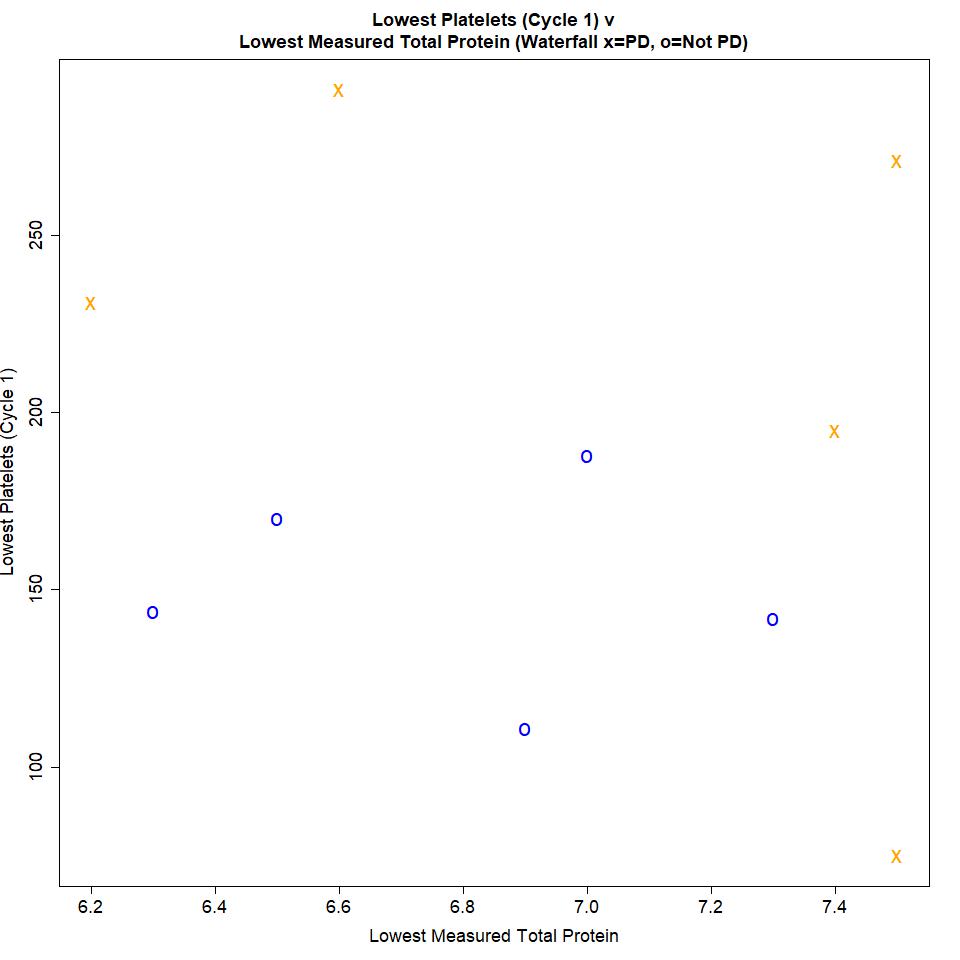 Lowest Platelets (Cycle 1) v
Lowest Measured Total Protein (Waterfall x=PD, o=Not PD)
Lowest Platelets (Cycle 1)
250
200
150
100
x
x
x
x
o
o
o
o
o
x
6.2 6.4 6.6 6.8 7.0 7.2 7.4
Lowest Measured Total Protein